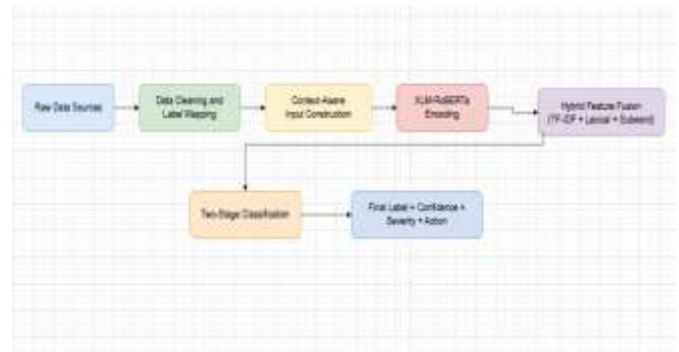 Raw Data Sources
Data Cleaning and
Label Mapping
Context-Aware
Input Construction
XLM-RoBERTa
Encoding
Hybrid Feature Fusion
(TF-IDF + Lexical + Subword)
Two-Stage Classification
Final Label + Confidence +
Severity + Action